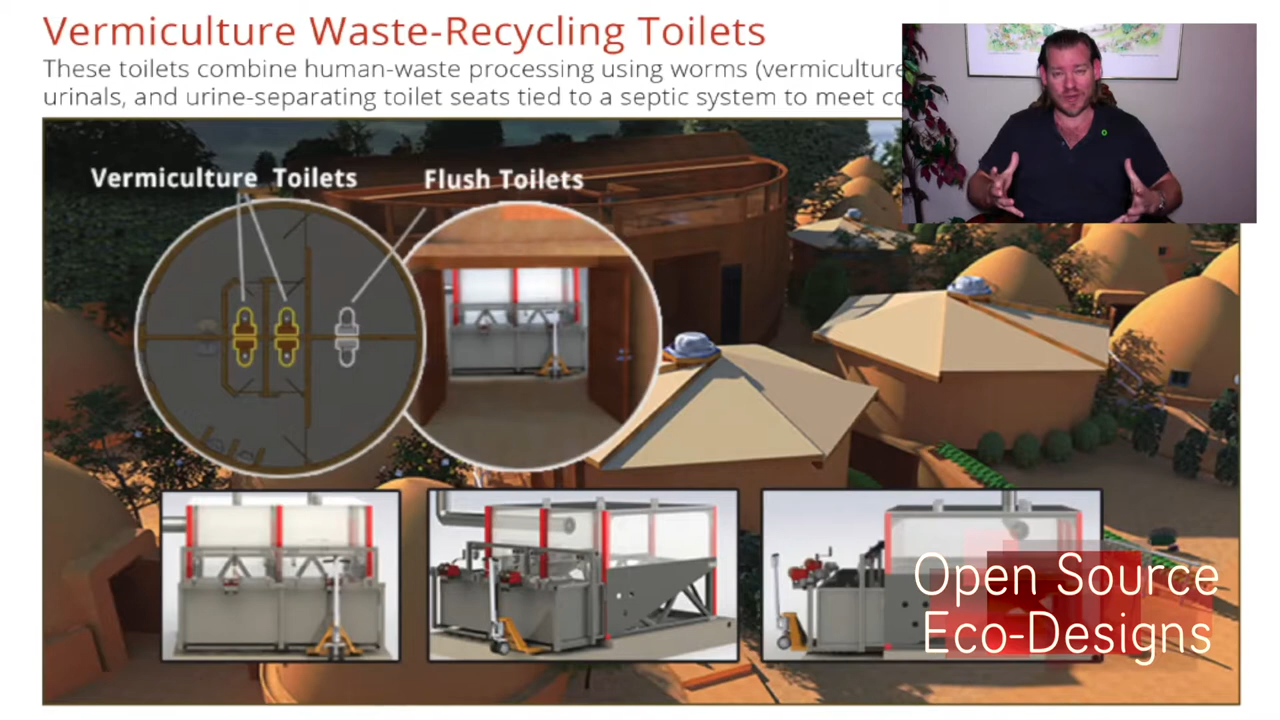 Vermiculture Waste-Recycling Toilets
These toilets combine human-waste processing using worms (vermiculture
urinals, and urine-separating toilet seats tied to a septic system to meet
Vermiculture Toilets
Flush Toilets
Open Source
Eco-Designs